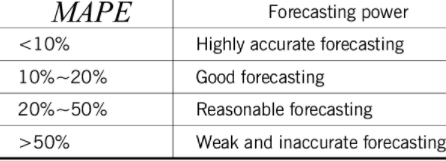 MAPE Forecasting power
<10% Highly accurate forecasting
10%~20% Good forecasting
20%~50% Reasonable forecasting
>50% Weak and inaccurate forecasting